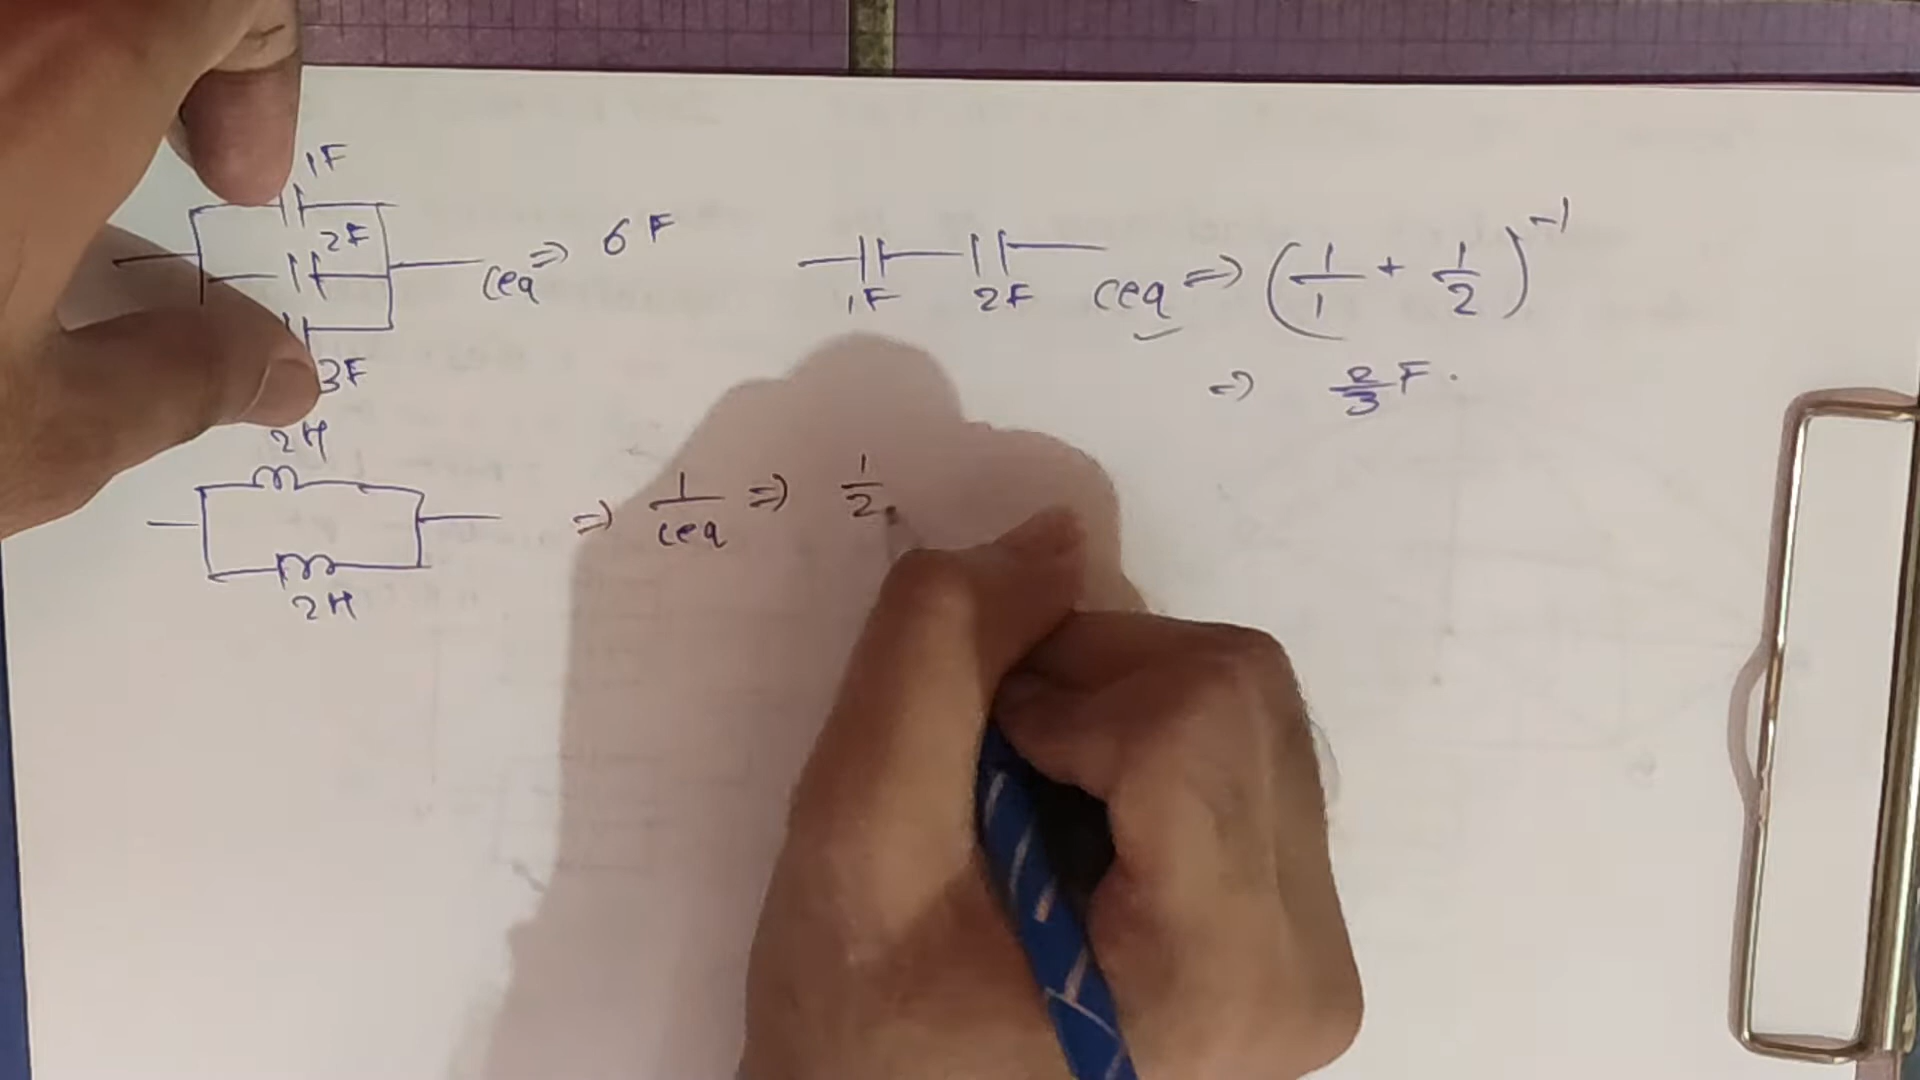 1F
2F
3F
Ceq ⇒ 6 F
1F 2F
Ceq ⇒ (1/1 + 1/2)^-1
⇒ 2/3 F.
2H
2H
⇒ 1/Ceq ⇒ 1/2